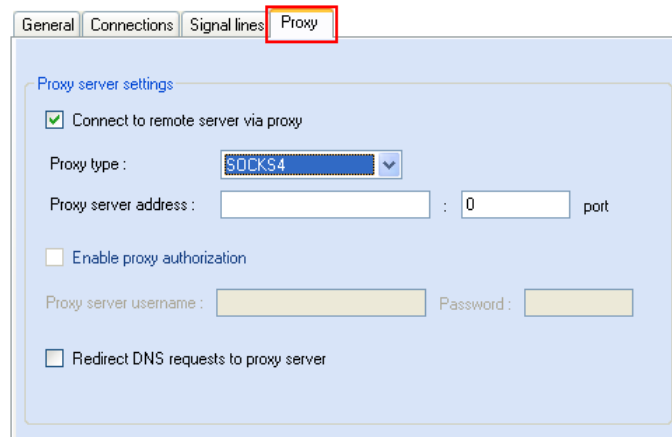 General Connections Signal lines Proxy
Proxy server settings
Connect to remote server via proxy
Proxy type : SOCKS4
Proxy server address : : 0 port
Enable proxy authorization
Proxy server username : Password :
Redirect DNS requests to proxy server